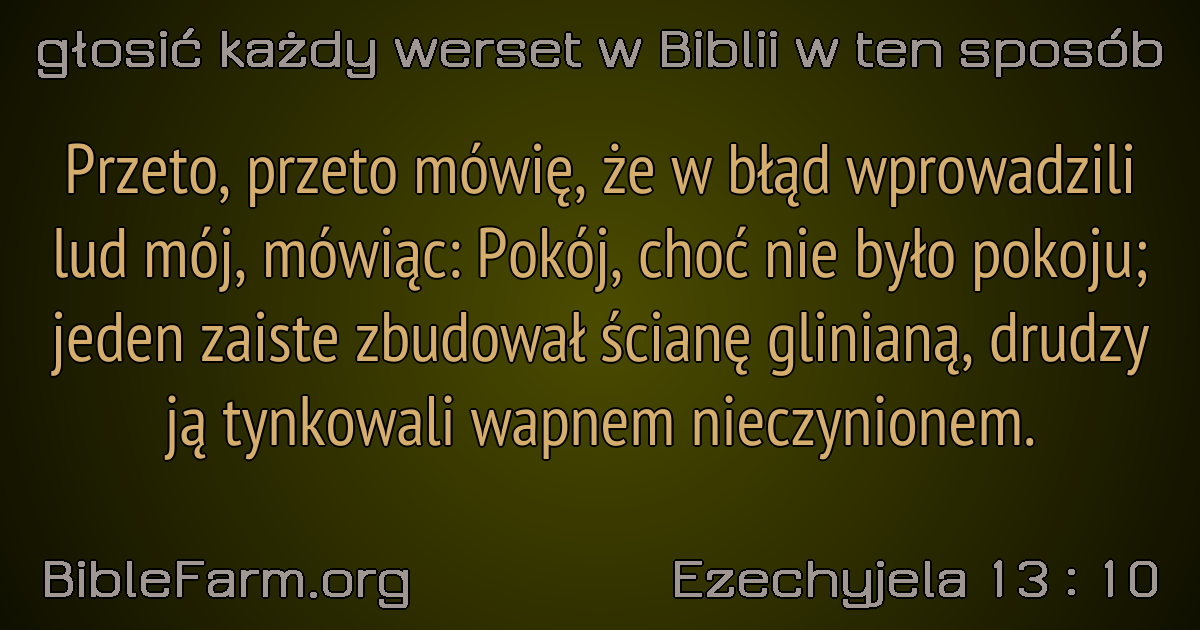 głosić każdy werset w Biblii w ten sposób
Przeto, przeto mówię, że w błąd wprowadzili
lud mój, mówiąc: Pokój, choć nie było pokoju;
jeden zaiste zbudował ścianę glinianą, drudzy
ją tynkowali wapnem nieczynionem.
BibleFarm.org
Ezechyjela 13 : 10